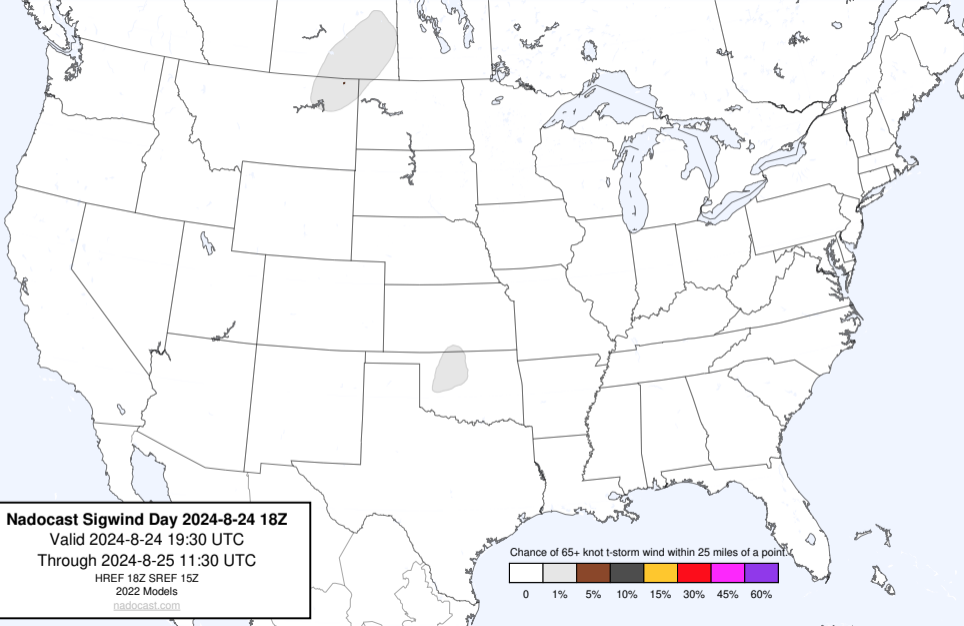 Nadocast Sigwind Day 2024-8-24 18Z
Valid 2024-8-24 19:30 UTC
Through 2024-8-25 11:30 UTC
HREF 18Z SREF 15Z
2022 Models
nadocast.com
Chance of 65+ knot t-storm wind within 25 miles of a point.
0 1% 5% 10% 15% 30% 45% 60%